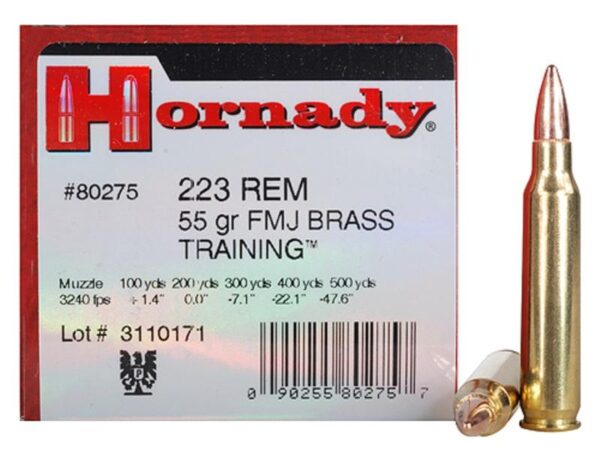 Hornady®
#80275 223 REM
55 gr FMJ BRASS
TRAINING™
Muzzle 100 yds 200 yds 300 yds 400 yds 500 yds
3240 fps +1.4" 0.0" -7.1" -22.1" -47.6"
Lot # 3110171
P
0 90255 80275 7